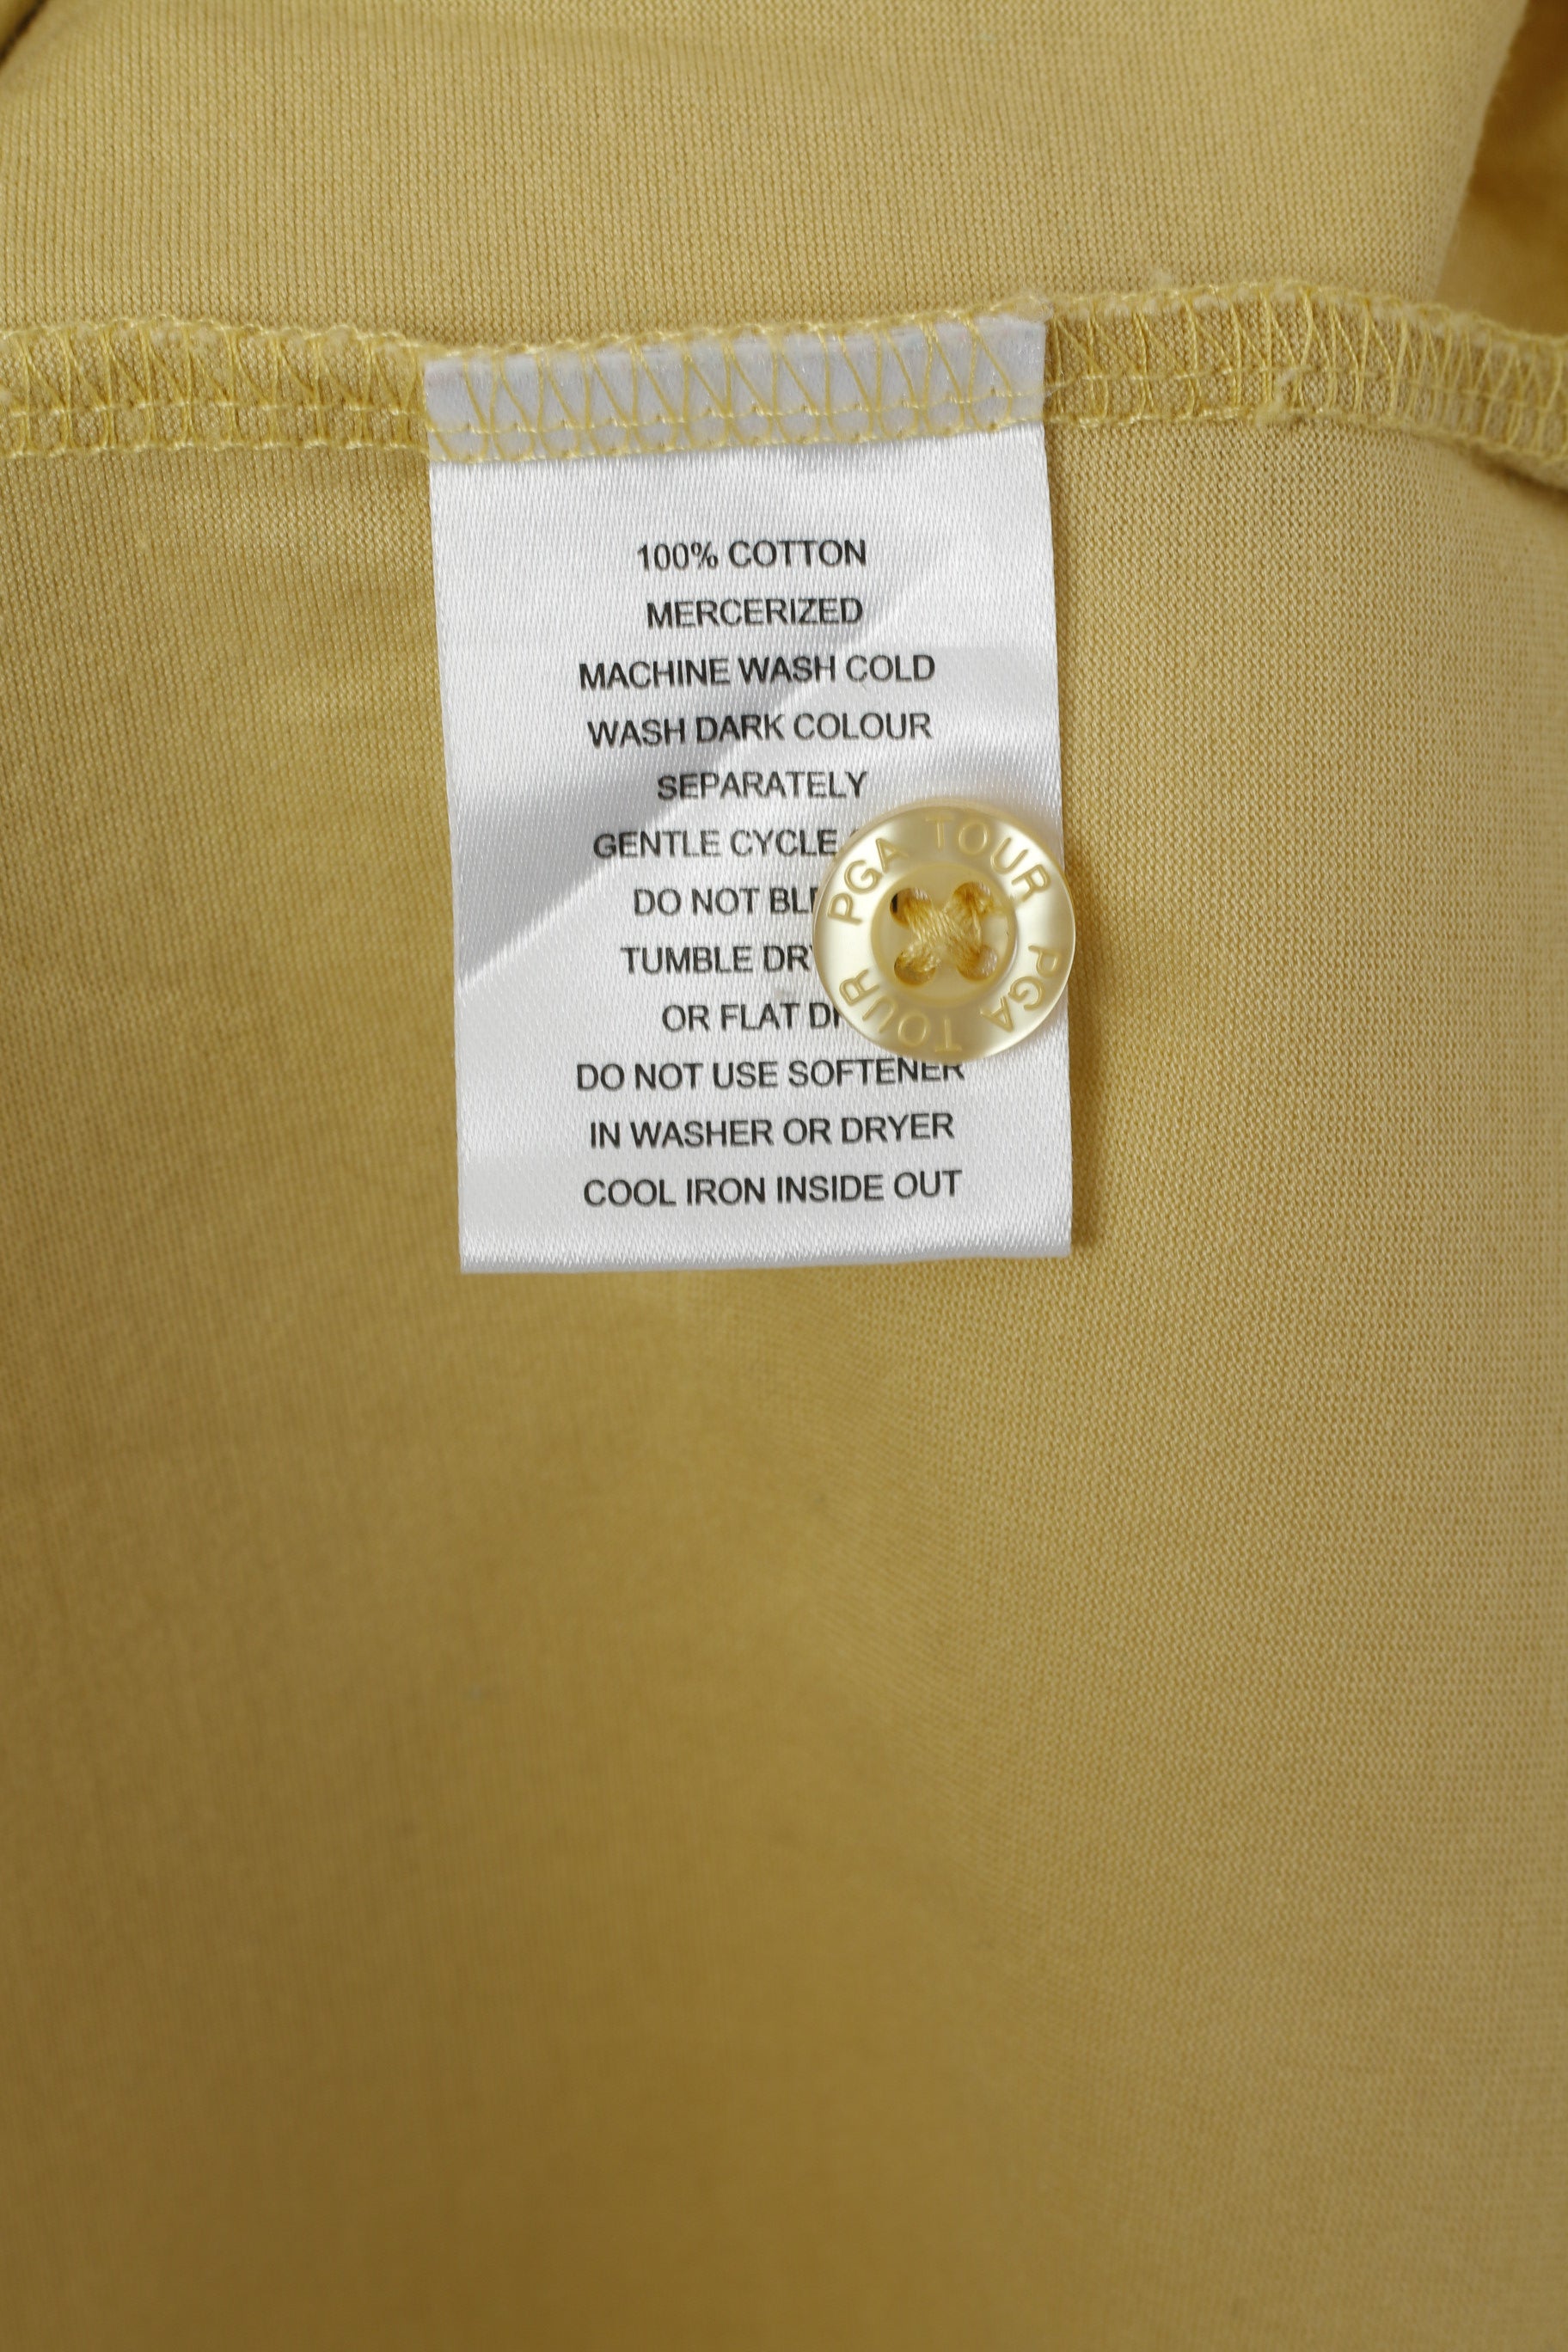 100% COTTON
MERCERIZED
MACHINE WASH COLD
WASH DARK COLOUR
SEPARATELY
GENTLE CYCLE
DO NOT
TUMBLE
OR FLAT
DO NOT USE SOFTENER
IN WASHER OR DRYER
COOL IRON INSIDE OUT
PGA TOUR PGA TOUR